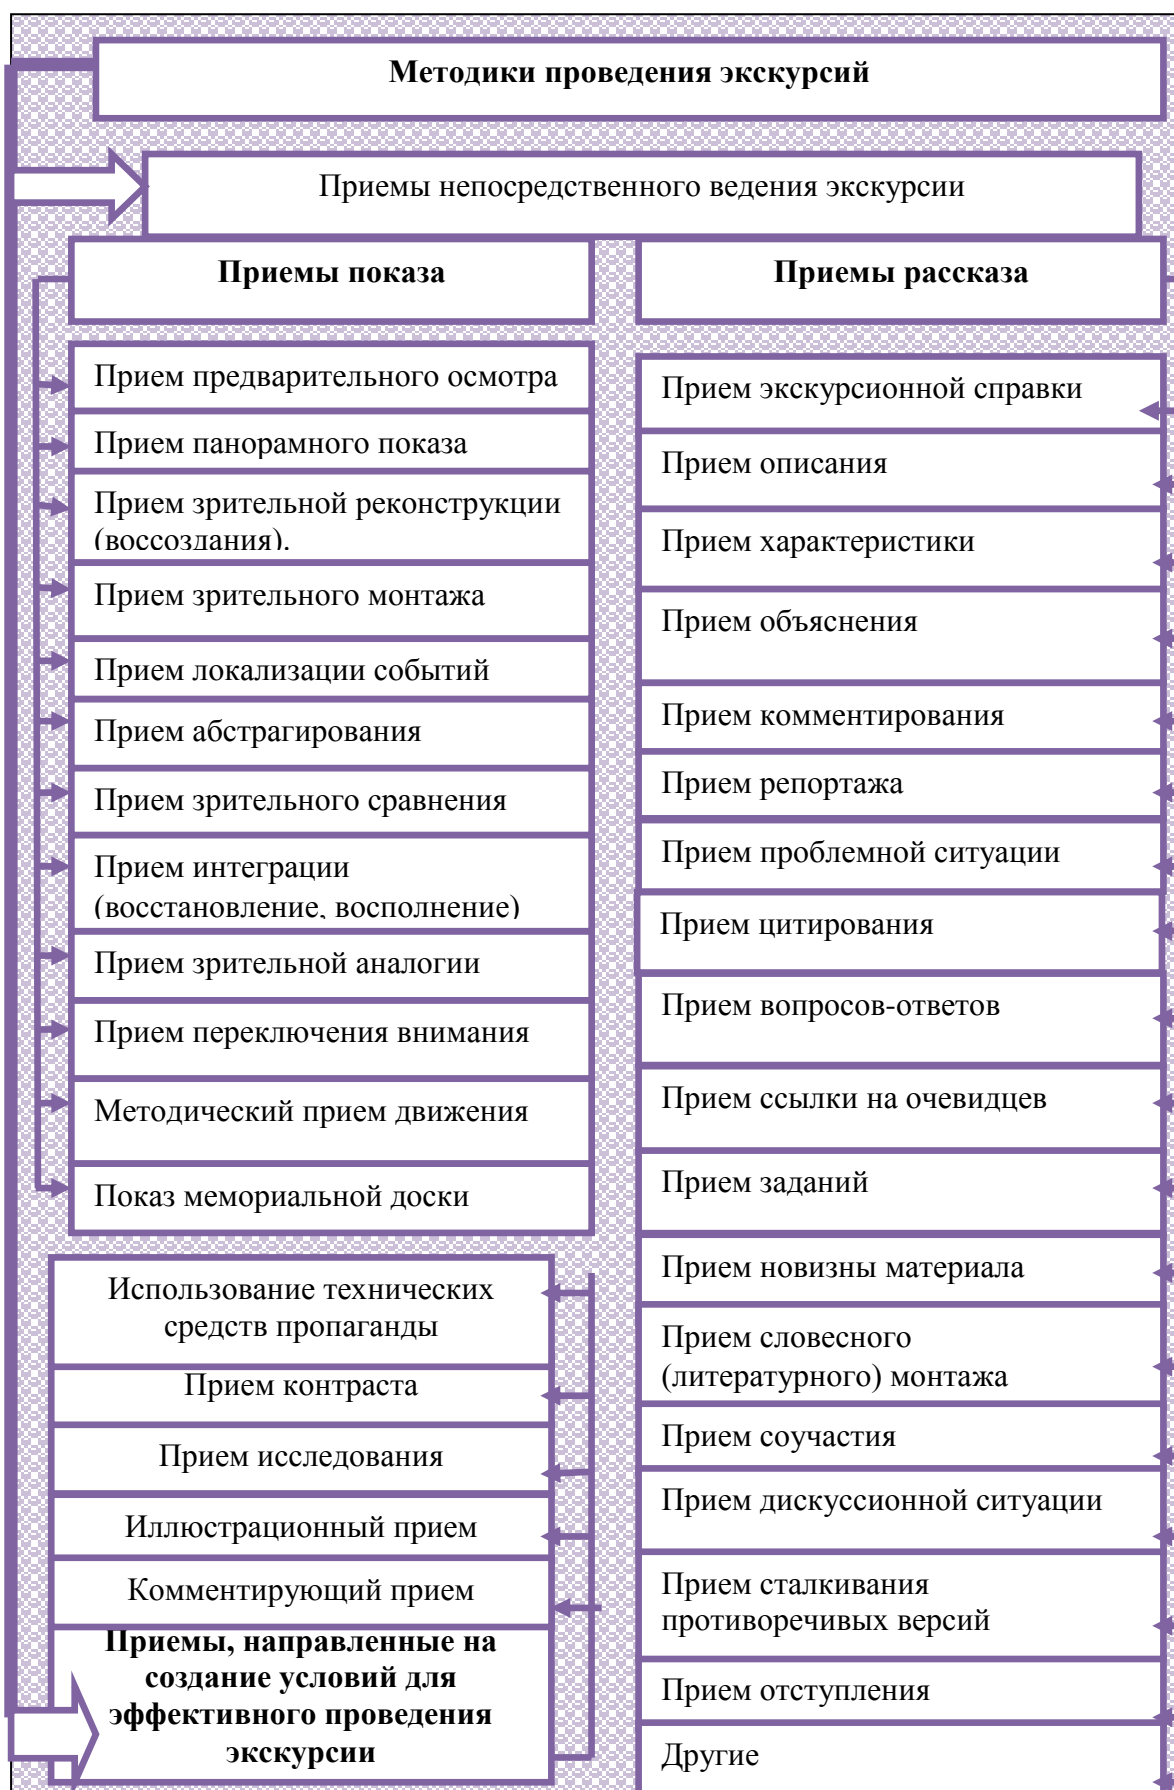 Методики проведения экскурсий
Приемы непосредственного ведения экскурсии
Приемы показа
Прием предварительного осмотра
Прием панорамного показа
Прием зрительной реконструкции
(воссоздания).
Прием зрительного монтажа
Прием локализации событий
Прием абстрагирования
Прием зрительного сравнения
Прием интеграции
(восстановление, восполнение)
Прием зрительной аналогии
Прием переключения внимания
Методический прием движения
Показ мемориальной доски
Приемы рассказа
Прием экскурсионной справки
Прием описания
Прием характеристики
Прием объяснения
Прием комментирования
Прием репортажа
Прием проблемной ситуации
Прием цитирования
Прием вопросов-ответов
Прием ссылки на очевидцев
Прием заданий
Прием новизны материала
Прием словесного
(литературного) монтажа
Прием соучастия
Прием дискуссионной ситуации
Прием сталкивания
противоречивых версий
Прием отступления
Другие
Использование технических
средств пропаганды
Прием контраста
Прием исследования
Иллюстрационный прием
Комментирующий прием
Приемы, направленные на
создание условий для
эффективного проведения
экскурсии